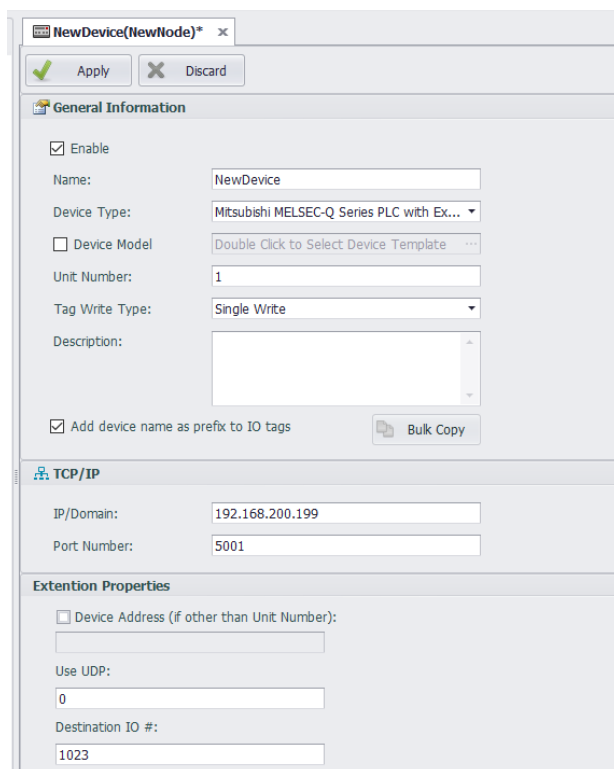 NewDevice(NewNode)*
Apply Discard
General Information
Enable
Name: NewDevice
Device Type: Mitsubishi MELSEC-Q Series PLC with Ex...
Device Model Double Click to Select Device Template ...
Unit Number: 1
Tag Write Type: Single Write
Description:
Add device name as prefix to IO tags Bulk Copy
TCP/IP
IP/Domain: 192.168.200.199
Port Number: 5001
Extention Properties
Device Address (if other than Unit Number):
Use UDP:
0
Destination IO #:
1023